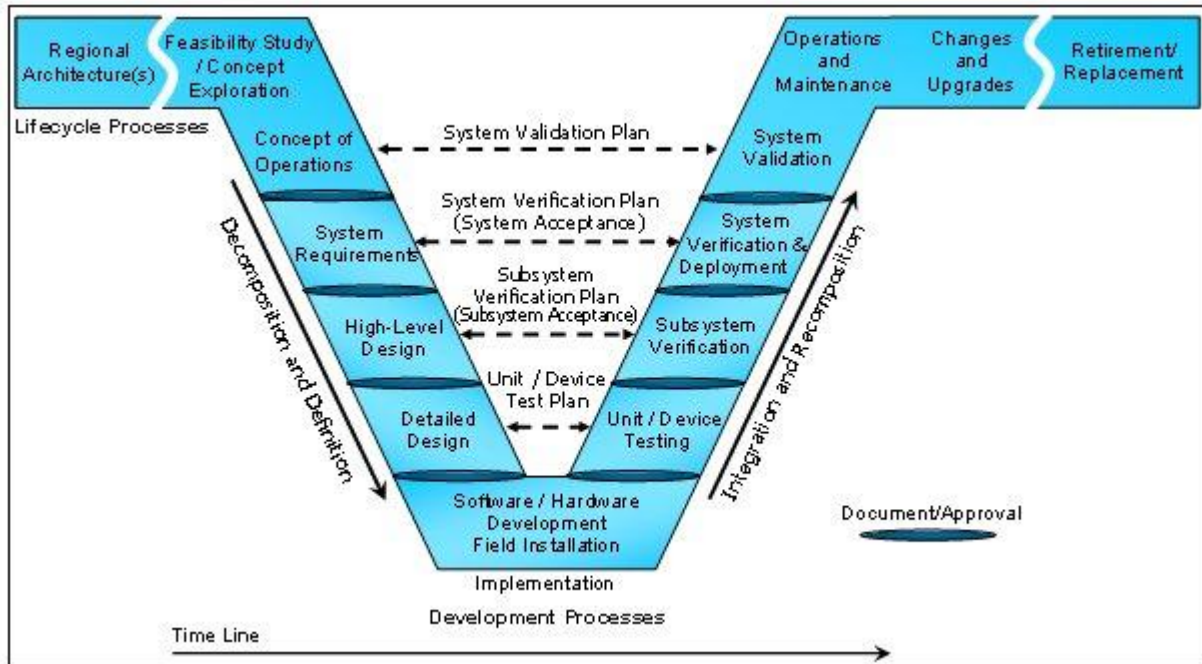 Regional
Architecture(s)
Feasibility Study
/ Concept
Exploration
Operations
and
Maintenance
Changes
and
Upgrades
Retirement/
Replacement
Lifecycle Processes
Concept of
Operations
System Validation Plan
System
Validation
System
Requirements
System Verification Plan
(System Acceptance)
System
Verification &
Deployment
High-Level
Design
Subsystem
Verification Plan
(Subsystem Acceptance)
Subsystem
Verification
Detailed
Design
Unit / Device
Test Plan
Unit / Device
Testing
Decomposition and Definition
Integration and Recomposition
Software / Hardware
Development
Field Installation
Document/Approval
Implementation
Development Processes
Time Line